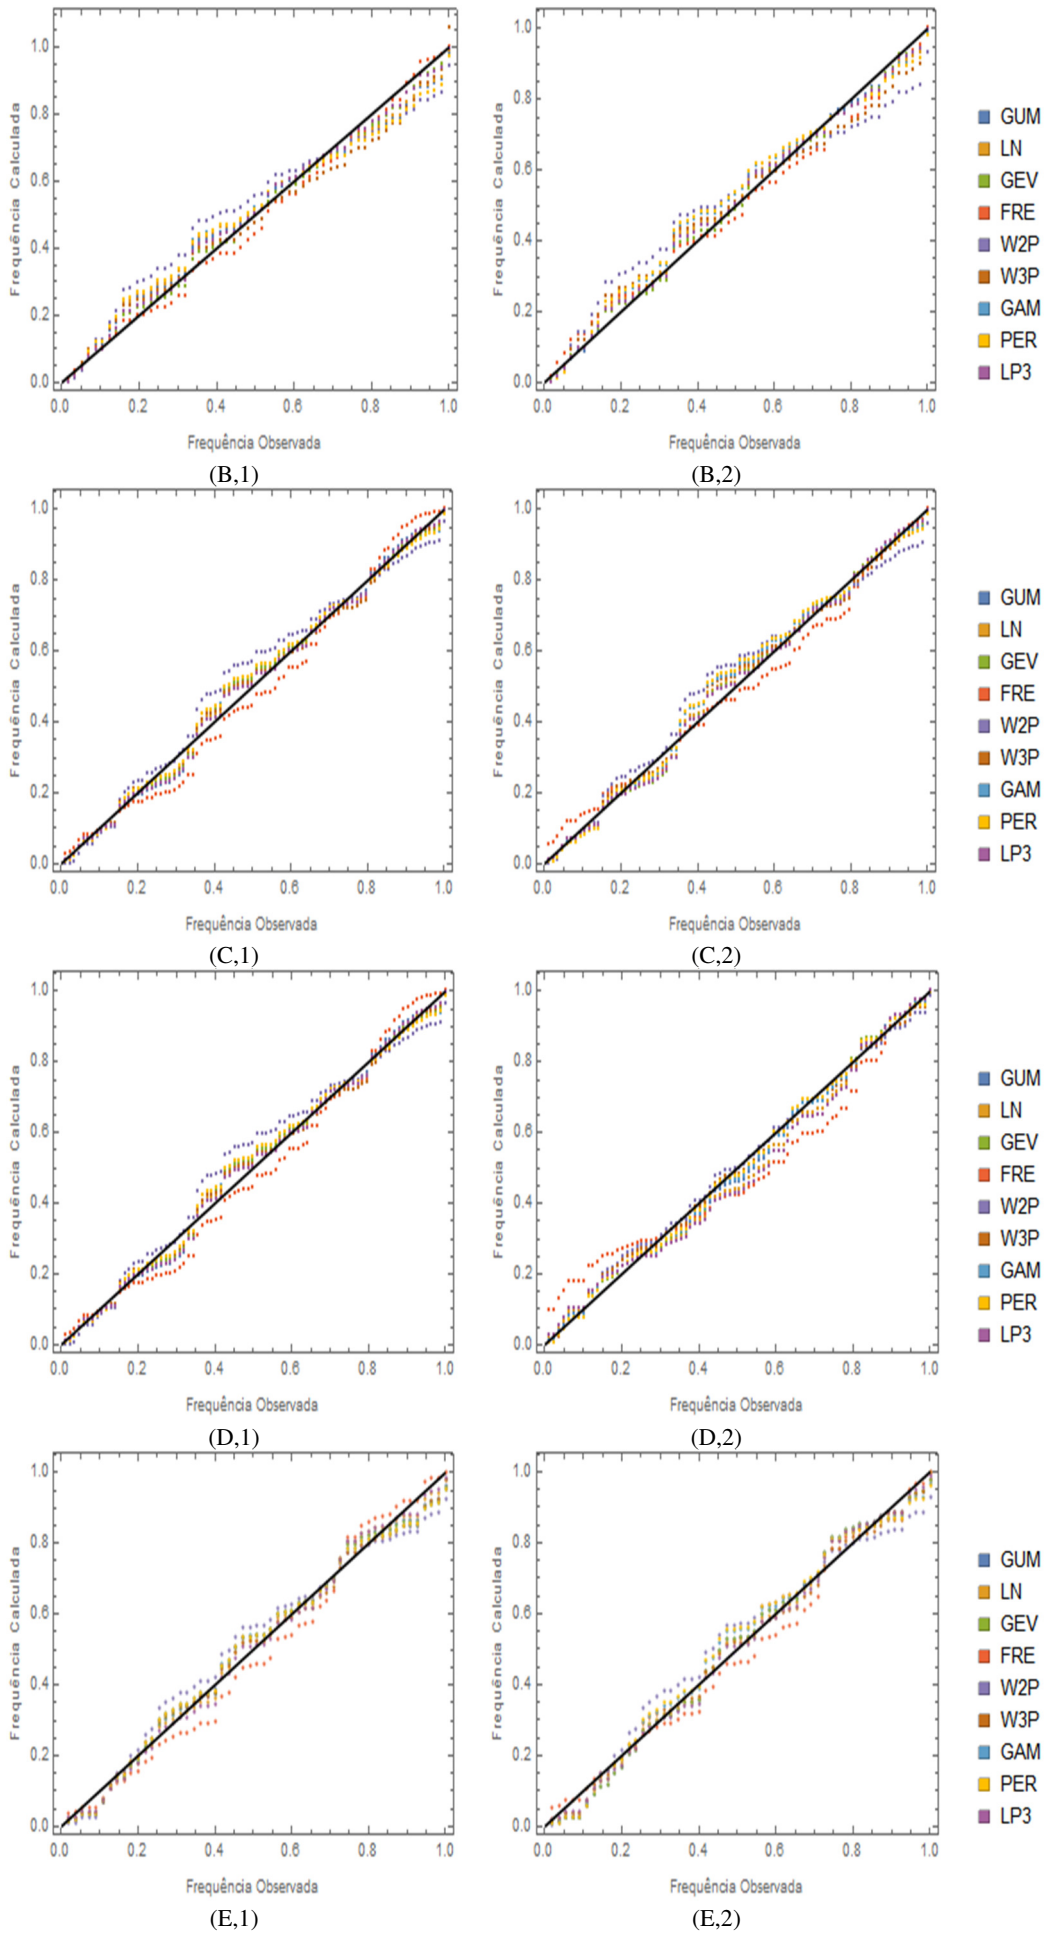 Frequência Calculada
1.0
0.8
0.6
0.4
0.2
0.0
0.0 0.2 0.4 0.6 0.8 1.0
Frequência Observada
(B,1)
Frequência Calculada
1.0
0.8
0.6
0.4
0.2
0.0
0.0 0.2 0.4 0.6 0.8 1.0
Frequência Observada
(B,2)
GUM
LN
GEV
FRE
W2P
W3P
GAM
PER
LP3
Frequência Calculada
1.0
0.8
0.6
0.4
0.2
0.0
0.0 0.2 0.4 0.6 0.8 1.0
Frequência Observada
(C,1)
Frequência Calculada
1.0
0.8
0.6
0.4
0.2
0.0
0.0 0.2 0.4 0.6 0.8 1.0
Frequência Observada
(C,2)
GUM
LN
GEV
FRE
W2P
W3P
GAM
PER
LP3
Frequência Calculada
1.0
0.8
0.6
0.4
0.2
0.0
0.0 0.2 0.4 0.6 0.8 1.0
Frequência Observada
(D,1)
Frequência Calculada
1.0
0.8
0.6
0.4
0.2
0.0
0.0 0.2 0.4 0.6 0.8 1.0
Frequência Observada
(D,2)
GUM
LN
GEV
FRE
W2P
W3P
GAM
PER
LP3
Frequência Calculada
1.0
0.8
0.6
0.4
0.2
0.0
0.0 0.2 0.4 0.6 0.8 1.0
Frequência Observada
(E,1)
Frequência Calculada
1.0
0.8
0.6
0.4
0.2
0.0
0.0 0.2 0.4 0.6 0.8 1.0
Frequência Observada
(E,2)
GUM
LN
GEV
FRE
W2P
W3P
GAM
PER
LP3